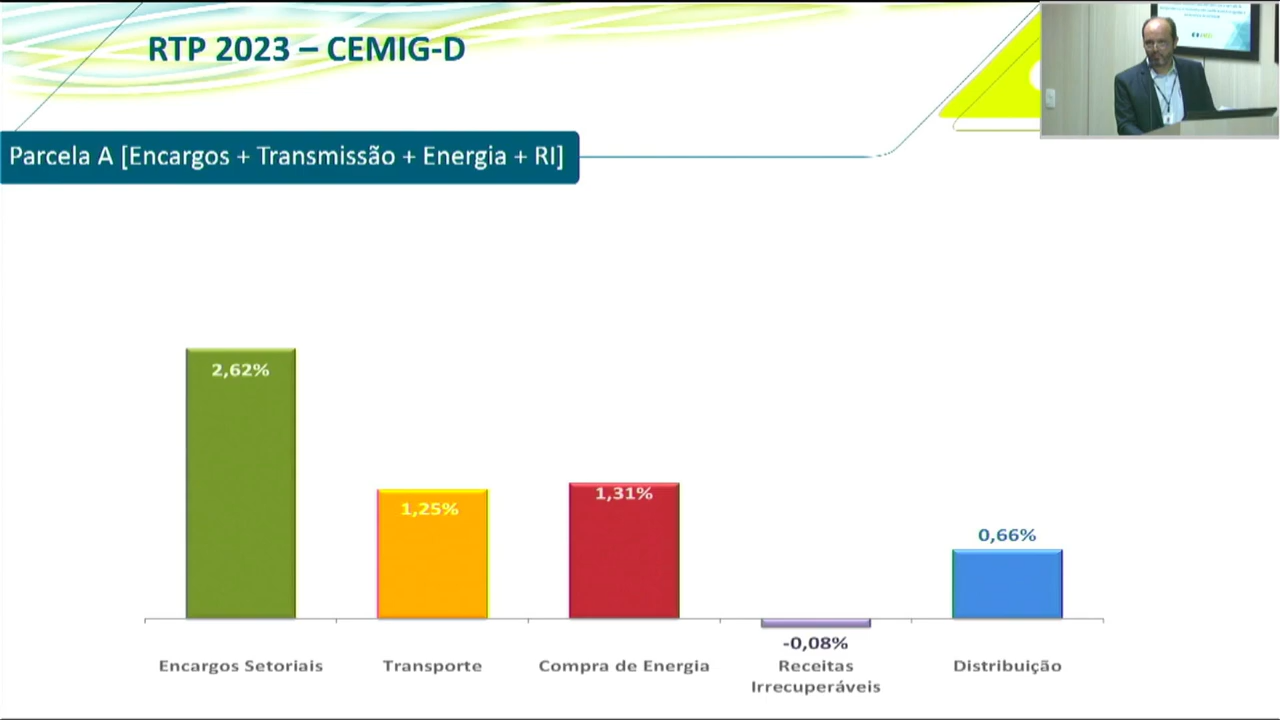 RTP 2023 – CEMIG-D
Parcela A [Encargos + Transmissão + Energia + RI]
2,62%
1,25%
1,31%
-0,08%
0,66%
Encargos Setoriais
Transporte
Compra de Energia
Receitas
Irrecuperáveis
Distribuição